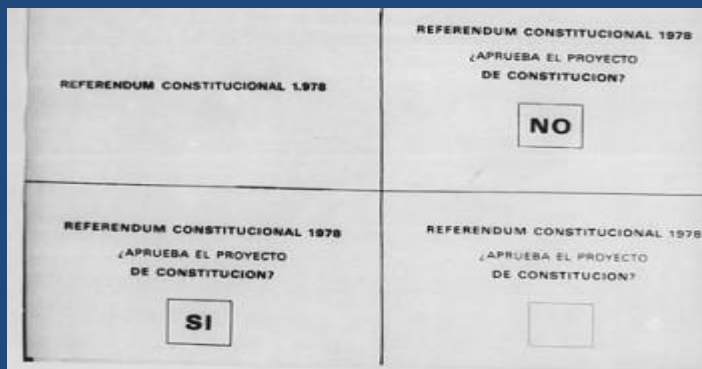 REFERENDUM CONSTITUCIONAL 1.978
REFERENDUM CONSTITUCIONAL 1978
¿APRUEBA EL PROYECTO
DE CONSTITUCION?
NO
REFERENDUM CONSTITUCIONAL 1978
¿APRUEBA EL PROYECTO
DE CONSTITUCION?
SI
REFERENDUM CONSTITUCIONAL 1978
¿APRUEBA EL PROYECTO
DE CONSTITUCION?